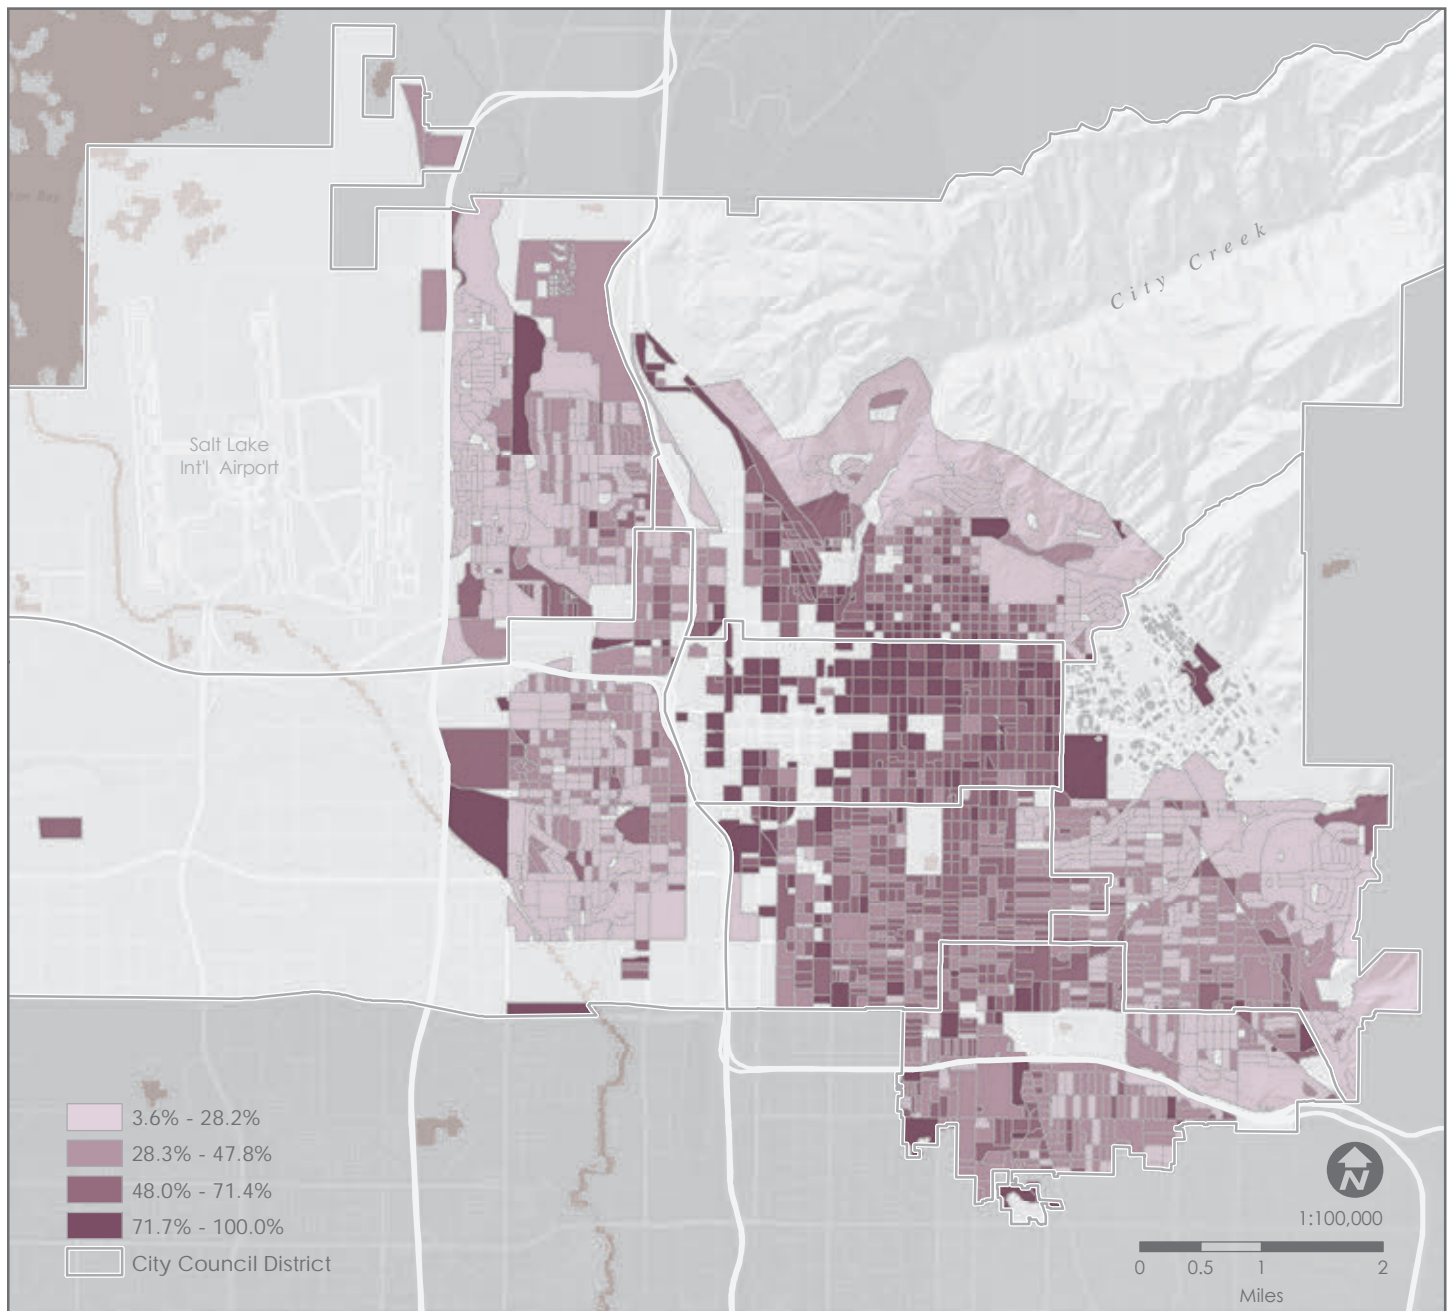 City Creek
Salt Lake
Int'l Airport
3.6% - 28.2%
28.3% - 47.8%
48.0% - 71.4%
71.7% - 100.0%
City Council District
N
1:100,000
0 0.5 1 2
Miles